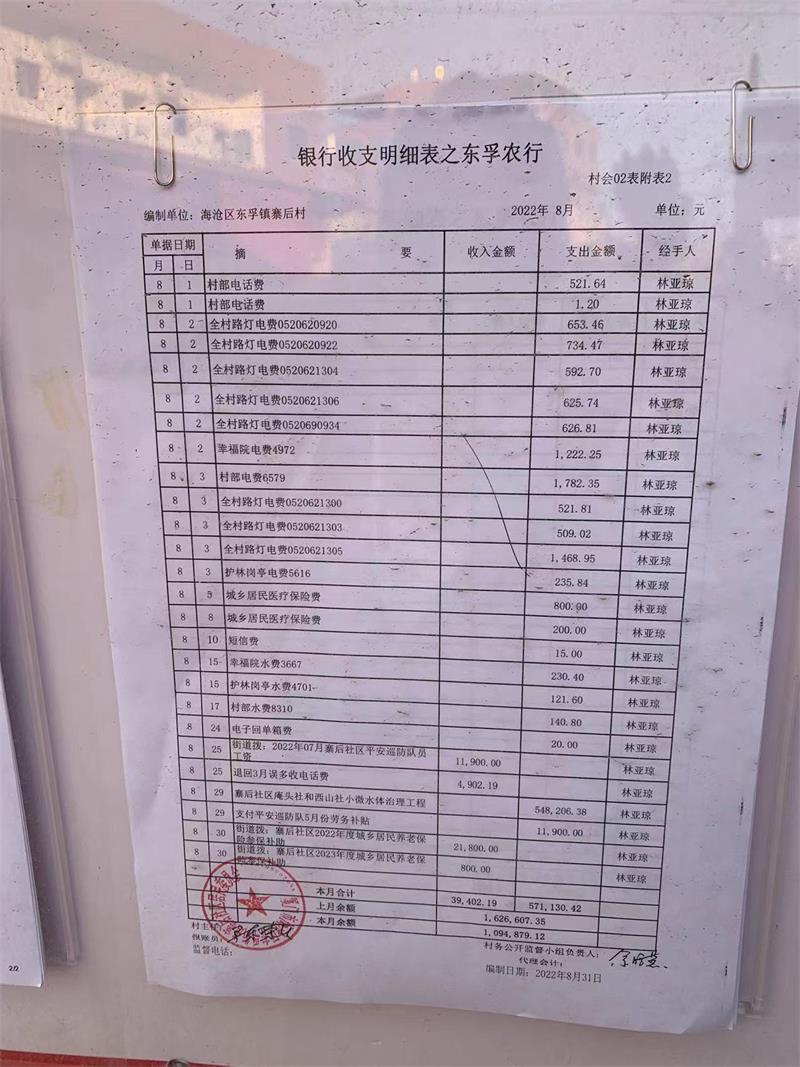 银行收支明细表之东孚农行
村会02表附表2
编制单位：海沧区东孚镇寨后村 2022年 8月 单位：元
单据日期 摘 要 收入金额 支出金额 经手人
月 日
8 1 村部电话费 521.64 林亚琼
8 1 村部电话费 1.20 林亚琼
8 2 全村路灯电费0520620920 653.46 林亚琼
8 2 全村路灯电费0520620922 734.47 林亚琼
8 2 全村路灯电费0520621304 592.70 林亚琼
8 2 全村路灯电费0520621306 625.74 林亚琼
8 2 全村路灯电费0520690934 626.81 林亚琼
8 2 幸福院电费4972 1,222.25 林亚琼
8 3 村部电费6579 1,782.35 林亚琼
8 3 全村路灯电费0520621300 521.81 林亚琼
8 3 全村路灯电费0520621303 509.02 林亚琼
8 3 全村路灯电费0520621305 1,468.95 林亚琼
8 3 护林岗亭电费5616 235.84 林亚琼
8 城乡居民医疗保险费 800.00 林亚琼
8 8 城乡居民医疗保险费 200.00 林亚琼
8 10 短信费 15.00 林亚琼
8 15 幸福院水费3667 230.40 林亚琼
8 15 护林岗亭水费4701 121.60 林亚琼
8 17 村部水费8310 140.80 林亚琼
8 24 电子回单箱费 20.00 林亚琼
8 25 街道拨：2022年07月寨后社区平安巡防队员工资 11,900.00 林亚琼
8 25 退回3月误多收电话费 4,902.19 林亚琼
8 29 寨后社区庵头社和西山社小微水体治理工程 548,206.38 林亚琼
8 29 支付平安巡防队5月份劳务补贴 11,900.00 林亚琼
8 30 街道拨：寨后社区2022年度城乡居民养老保险参保补助 21,800.00 林亚琼
8 30 街道拨：寨后社区2023年度城乡居民养老保险参保补助 800.00 林亚琼
本月合计 39,402.19 571,130.42
上月余额 1,626,607.35
本月余额 1,094,879.12
村主任 村务公开监督小组负责人：
报账员： 代理会计：
监督电话： 编制日期：2022年8月31日
2/2